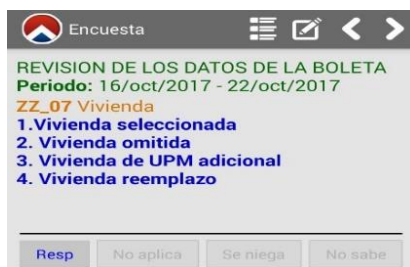 Encuesta
REVISION DE LOS DATOS DE LA BOLETA
Periodo: 16/oct/2017 - 22/oct/2017
ZZ_07 Vivienda
1.Vivienda seleccionada
2. Vivienda omitida
3. Vivienda de UPM adicional
4. Vivienda reemplazo
Resp No aplica Se niega No sabe